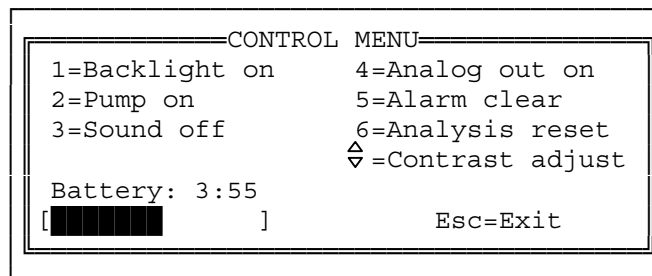 CONTROL MENU
1=Backlight on 4=Analog out on
2=Pump on 5=Alarm clear
3=Sound off 6=Analysis reset
=Contrast adjust
Battery: 3:55
[ ] Esc=Exit